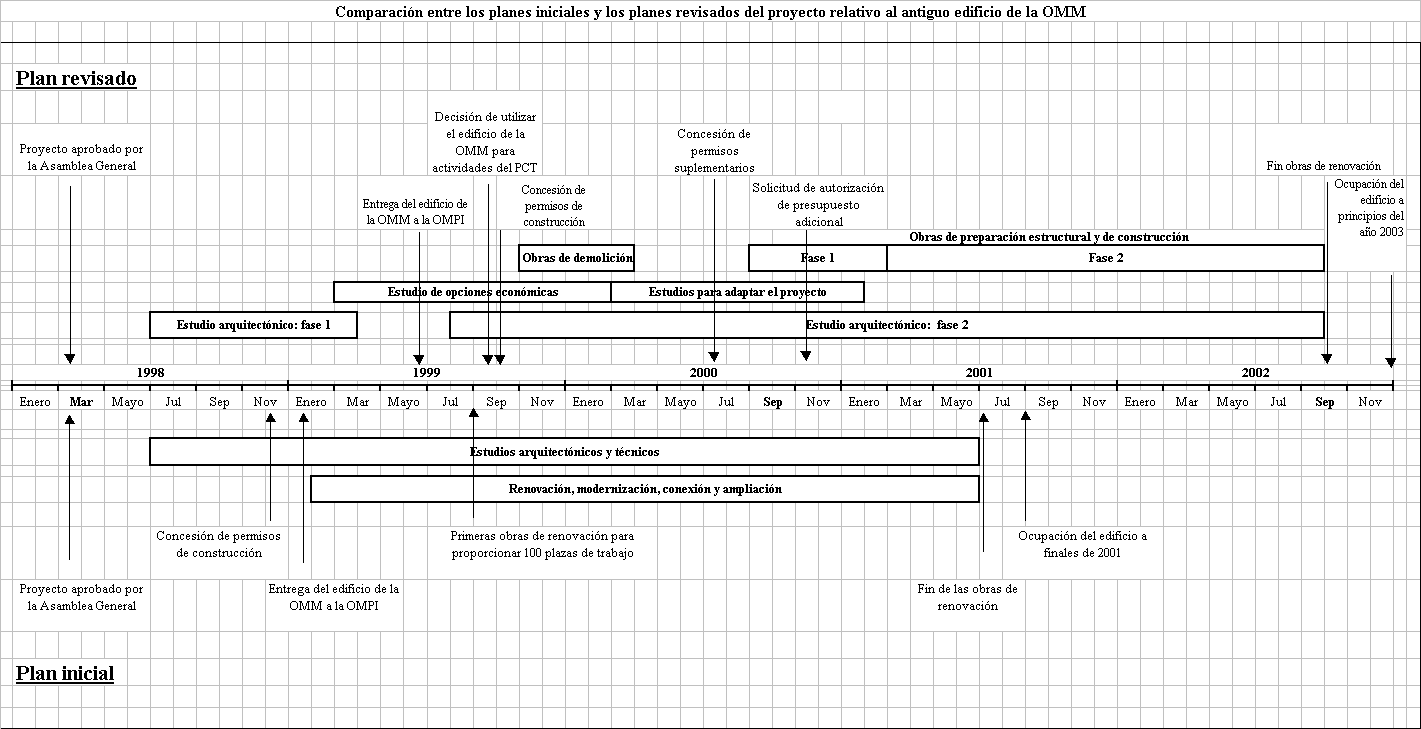 Comparación entre los planes iniciales y los planes revisados del proyecto relativo al antiguo edificio de la OMM
Plan revisado
Proyecto aprobado por
la Asamblea General
Entrega del edificio de
la OMM a la OMPI
Decisión de utilizar
el edificio de la
OMM para
actividades del PCT
Concesión de
permisos de
construcción
Concesión de
permisos
suplementarios
Solicitud de autorización
de presupuesto
adicional
Fin obras de renovación
Ocupación del
edificio a
principios del
año 2003
Obras de preparación estructural y de construcción
Obras de demolición
Fase 1
Fase 2
Estudio de opciones económicas
Estudios para adaptar el proyecto
Estudio arquitectónico: fase 1
Estudio arquitectónico: fase 2
1998 1999 2000 2001 2002
Enero Mar Mayo Jul Sep Nov Enero Mar Mayo Jul Sep Nov Enero Mar Mayo Jul Sep Nov Enero Mar Mayo Jul Sep Nov Enero Mar Mayo Jul Sep Nov
Estudios arquitectónicos y técnicos
Renovación, modernización, conexión y ampliación
Concesión de permisos
de construcción
Primeras obras de renovación para
proporcionar 100 plazas de trabajo
Ocupación del edificio a
finales de 2001
Proyecto aprobado por
la Asamblea General
Entrega del edificio de la
OMM a la OMPI
Fin de las obras de
renovación
Plan inicial